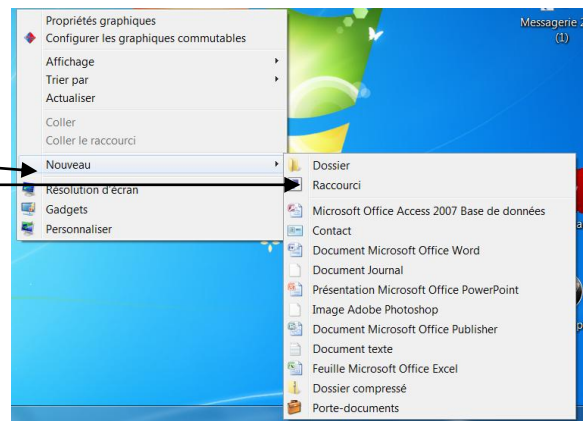 Propriétés graphiques
Configurer les graphiques commutables
Affichage
Trier par
Actualiser
Coller
Coller le raccourci
Nouveau
Résolution d'écran
Gadgets
Personnaliser
Messagerie
(1)
Dossier
Raccourci
Microsoft Office Access 2007 Base de données
Contact
Document Microsoft Office Word
Document Journal
Présentation Microsoft Office PowerPoint
Image Adobe Photoshop
Document Microsoft Office Publisher
Document texte
Feuille Microsoft Office Excel
Dossier compressé
Porte-documents